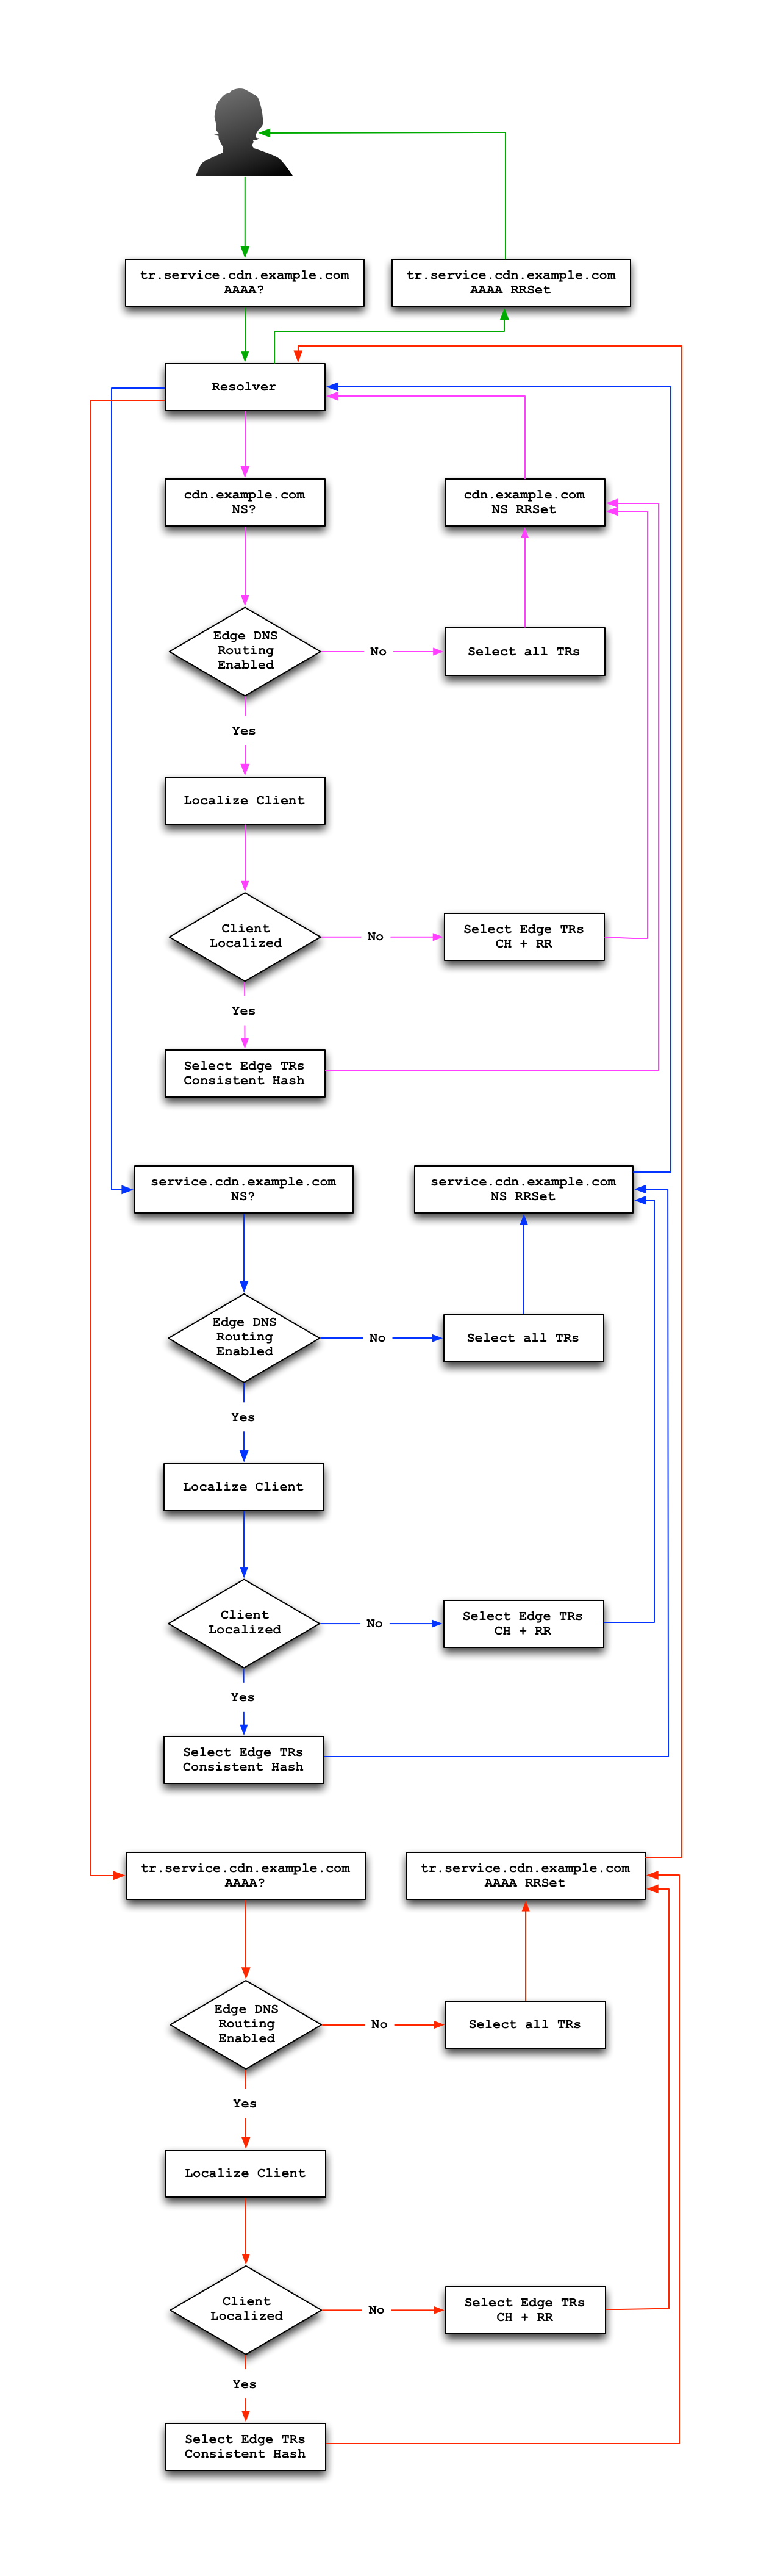 tr.service.cdn.example.com
AAAA?
tr.service.cdn.example.com
AAAA RRSet
Resolver
cdn.example.com
NS?
cdn.example.com
NS RRSet
Edge DNS
Routing
Enabled
No
Select all TRs
Yes
Localize Client
Client
Localized
No
Select Edge TRs
CH + RR
Yes
Select Edge TRs
Consistent Hash
service.cdn.example.com
NS?
service.cdn.example.com
NS RRSet
Edge DNS
Routing
Enabled
No
Select all TRs
Yes
Localize Client
Client
Localized
No
Select Edge TRs
CH + RR
Yes
Select Edge TRs
Consistent Hash
tr.service.cdn.example.com
AAAA?
tr.service.cdn.example.com
AAAA RRSet
Edge DNS
Routing
Enabled
No
Select all TRs
Yes
Localize Client
Client
Localized
No
Select Edge TRs
CH + RR
Yes
Select Edge TRs
Consistent Hash